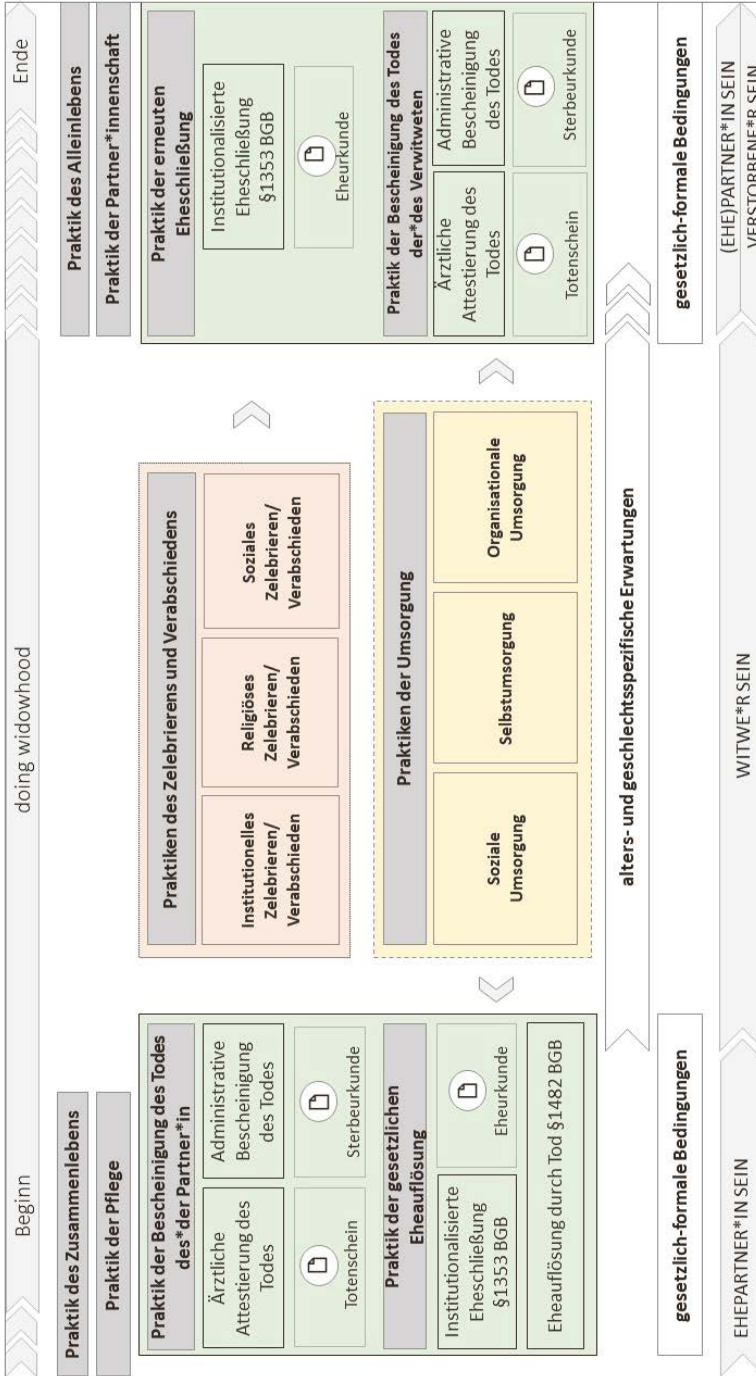 Beginn
doing widowhood
Ende
Praktik des Zusammenlebens
Praktik der Pflege
Praktik der Bescheinigung des Todes
des*der Partner*in
Ärztliche
Attestierung des
Todes
Administrative
Bescheinigung
des Todes
Totenschein
Sterbeurkunde
Praktik der gesetzlichen
Eheauflösung
Institutionalisierte
Eheschließung
§1353 BGB
Eheurkunde
Eheauflösung durch Tod §1482 BGB
Praktiken des Zelebrierens und Verabschiedens
Institutionelles
Zelebrieren/
Verabschieden
Religiöses
Zelebrieren/
Verabschieden
Soziales
Zelebrieren/
Verabschieden
Praktiken der Umsorgung
Soziale
Umsorgung
Selbstumsorgung
Organisationale
Umsorgung
Praktik des Alleinlebens
Praktik der Partner*innenschaft
Praktik der erneuten
Eheschließung
Institutionalisierte
Eheschließung
§1353 BGB
Eheurkunde
Praktik der Bescheinigung des Todes
der*des Verwitweten
Ärztliche
Attestierung des
Todes
Administrative
Bescheinigung
des Todes
Totenschein
Sterbeurkunde
alters- und geschlechtsspezifische Erwartungen
gesetzlich-formale Bedingungen
gesetzlich-formale Bedingungen
EHEPARTNER*IN SEIN
WITWE*R SEIN
(EHE)PARTNER*IN SEIN
VERSTORBENE*R SEIN